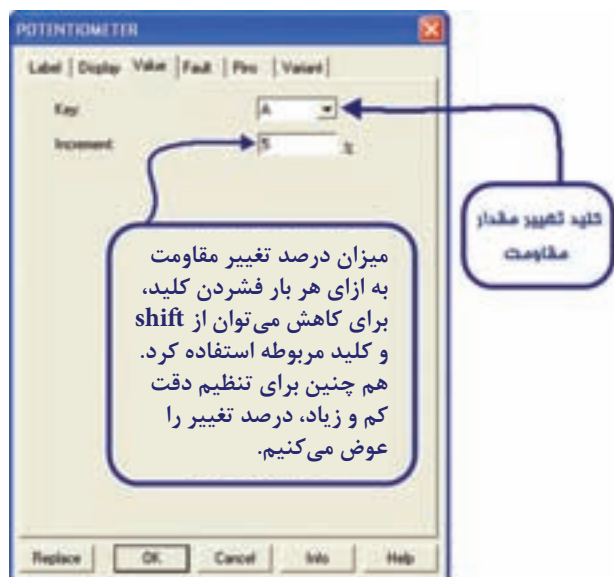 POTENTIOMETER
Label | Display | Value | Fault | Pins | Variant
Key: A
Increment: 5 %
کلید تغییر مقدار
مقاومت
میزان درصد تغییر مقاومت
به ازای هر بار فشردن کلید،
برای کاهش می‌توان از shift
و کلید مربوطه استفاده کرد.
هم چنین برای تنظیم دقت
کم و زیاد، درصد تغییر را
عوض می‌کنیم.
Replace OK Cancel Info Help